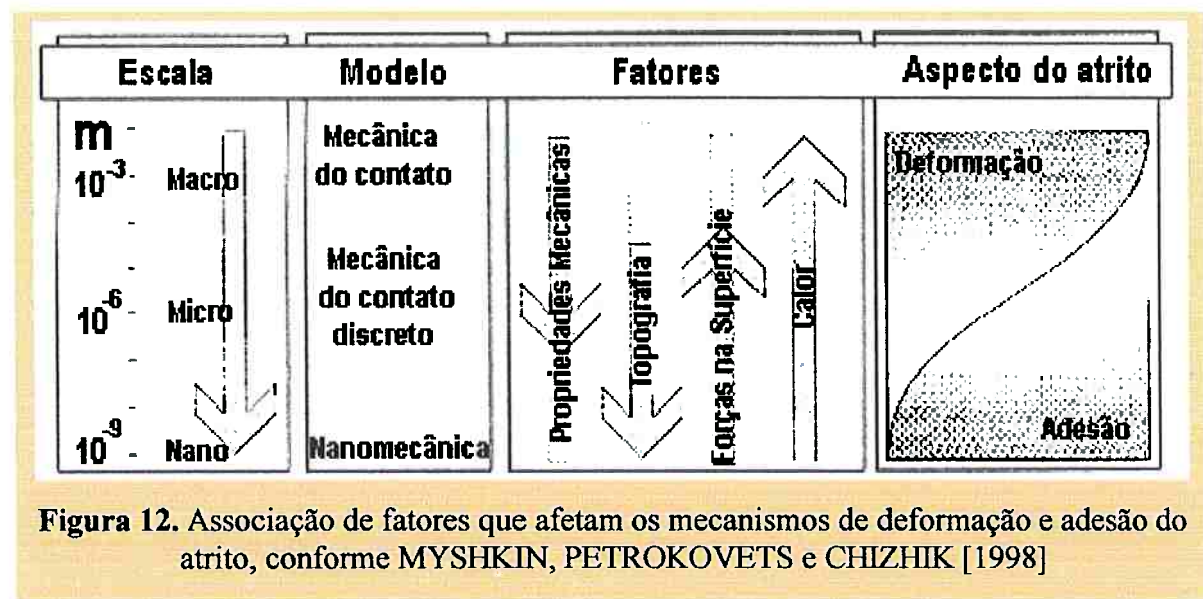 Escala Modelo Fatores Aspecto do atrito
m
10-3 Macro
10-6 Micro
10-9 Nano
Mecânica
do contato
Mecânica
do contato
discreto
Nanomecânica
Propriedades Mecânicas
Topografia
Forças na Superfície
Calor
Deformação
Adesão
Figura 12. Associação de fatores que afetam os mecanismos de deformação e adesão do
atrito, conforme MYSHKIN, PETROKOVETS e CHIZHIK [1998]